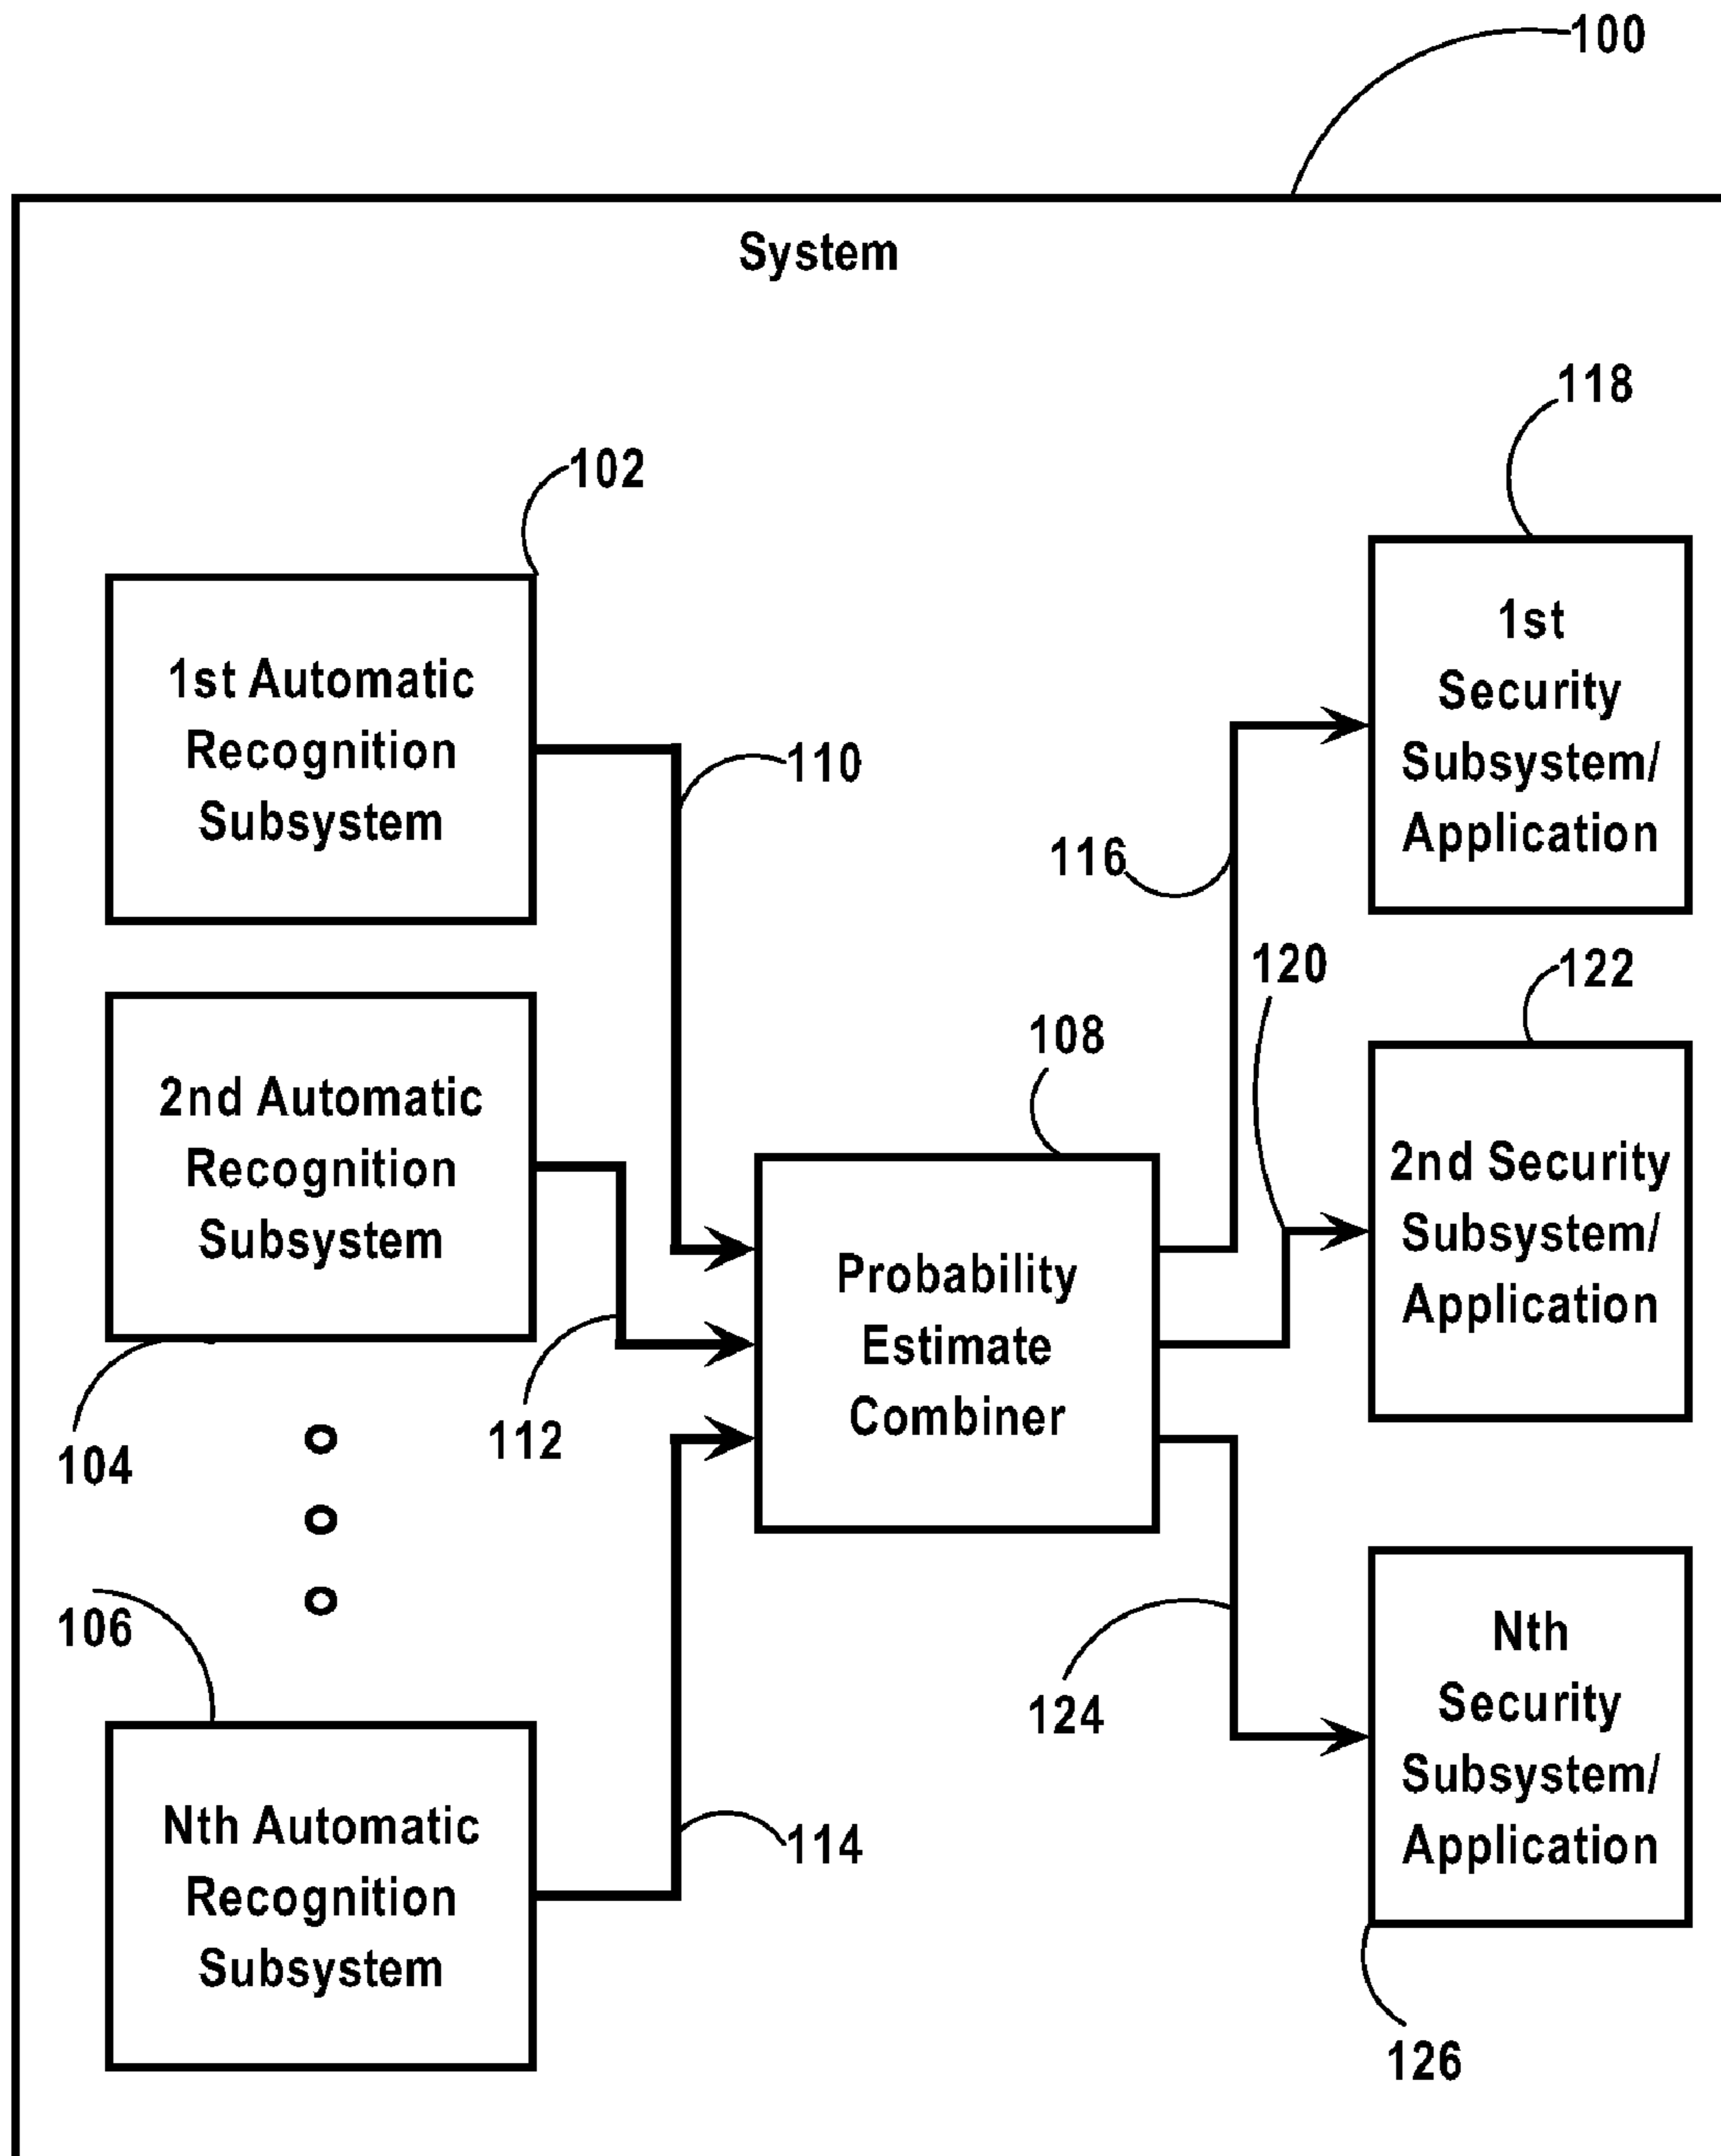 100
System
118
102
1st
Security
Subsystem/
Application
1st Automatic
Recognition
Subsystem
110
116
120
122
108
2nd Automatic
Recognition
Subsystem
2nd Security
Subsystem/
Application
Probability
Estimate
Combiner
112
104
106
Nth
Security
Subsystem/
Application
124
Nth Automatic
Recognition
Subsystem
114
126